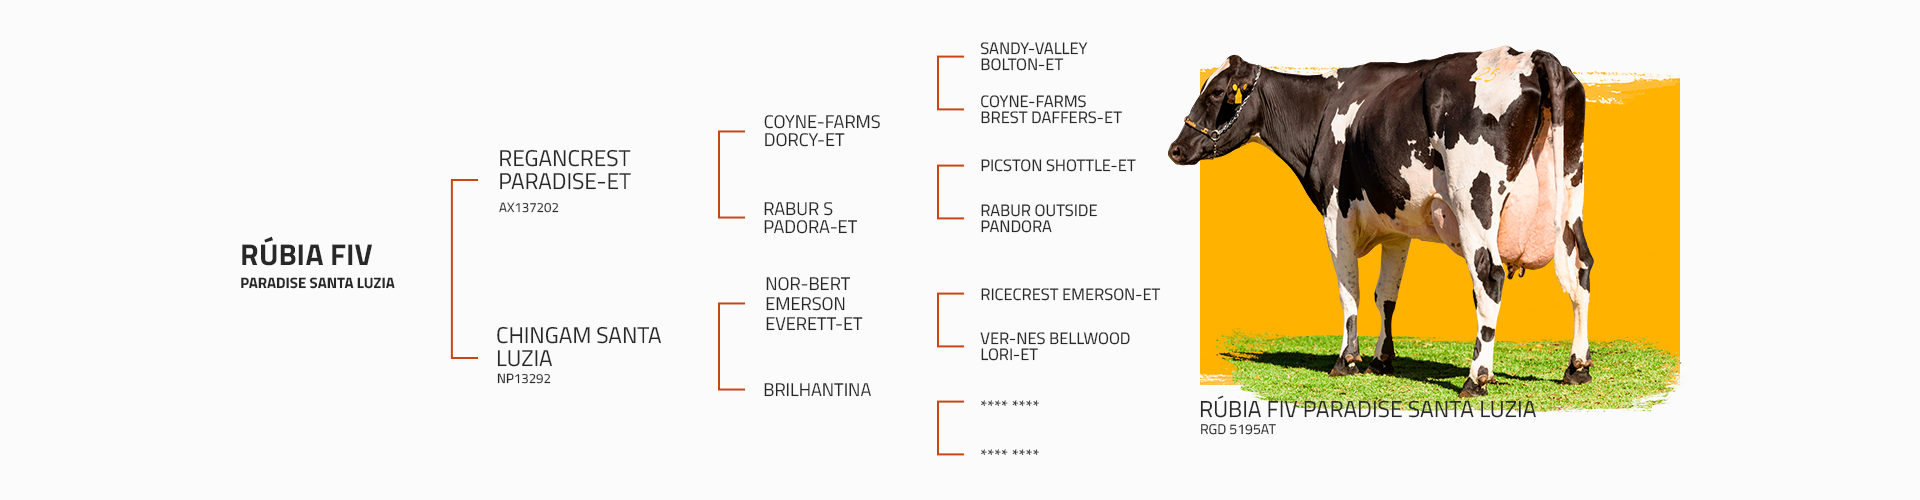 RÚBIA FIV
PARADISE SANTA LUZIA
REGANCREST
PARADISE-ET
AX137202
CHINGAM SANTA
LUZIA
NP13292
COYNE-FARMS
DORCY-ET
RABUR S
PADORA-ET
NOR-BERT
EMERSON
EVERETT-ET
BRILHANTINA
SANDY-VALLEY
BOLTON-ET
COYNE-FARMS
BREST DAFFERS-ET
PICSTON SHOTTLE-ET
RABUR OUTSIDE
PANDORA
RICECREST EMERSON-ET
VER-NES BELLWOOD
LORI-ET
**** ****
**** ****
RÚBIA FIV PARADISE SANTA LUZIA
RGD 5195AT